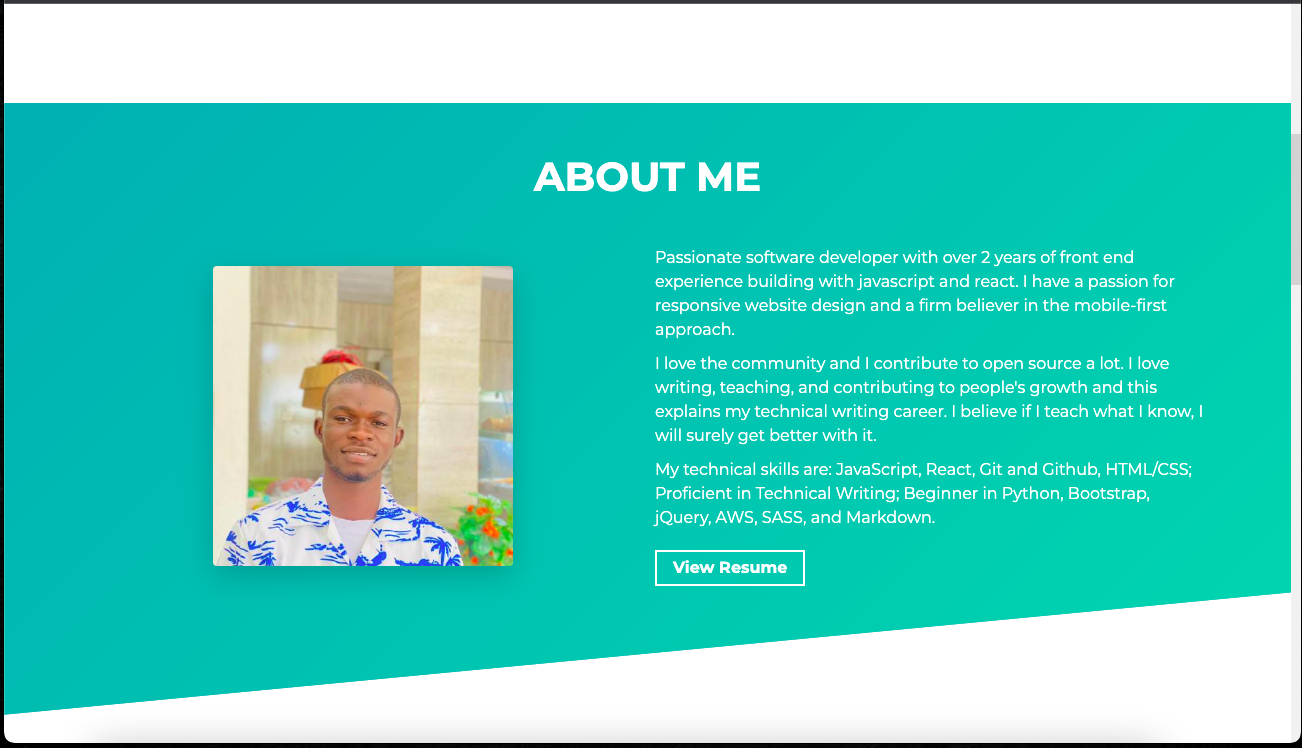 ABOUT ME
Passionate software developer with over 2 years of front end
experience building with javascript and react. I have a passion for
responsive website design and a firm believer in the mobile-first
approach.
I love the community and I contribute to open source a lot. I love
writing, teaching, and contributing to people's growth and this
explains my technical writing career. I believe if I teach what I know, I
will surely get better with it.
My technical skills are: JavaScript, React, Git and Github, HTML/CSS;
Proficient in Technical Writing; Beginner in Python, Bootstrap,
jQuery, AWS, SASS, and Markdown.
View Resume